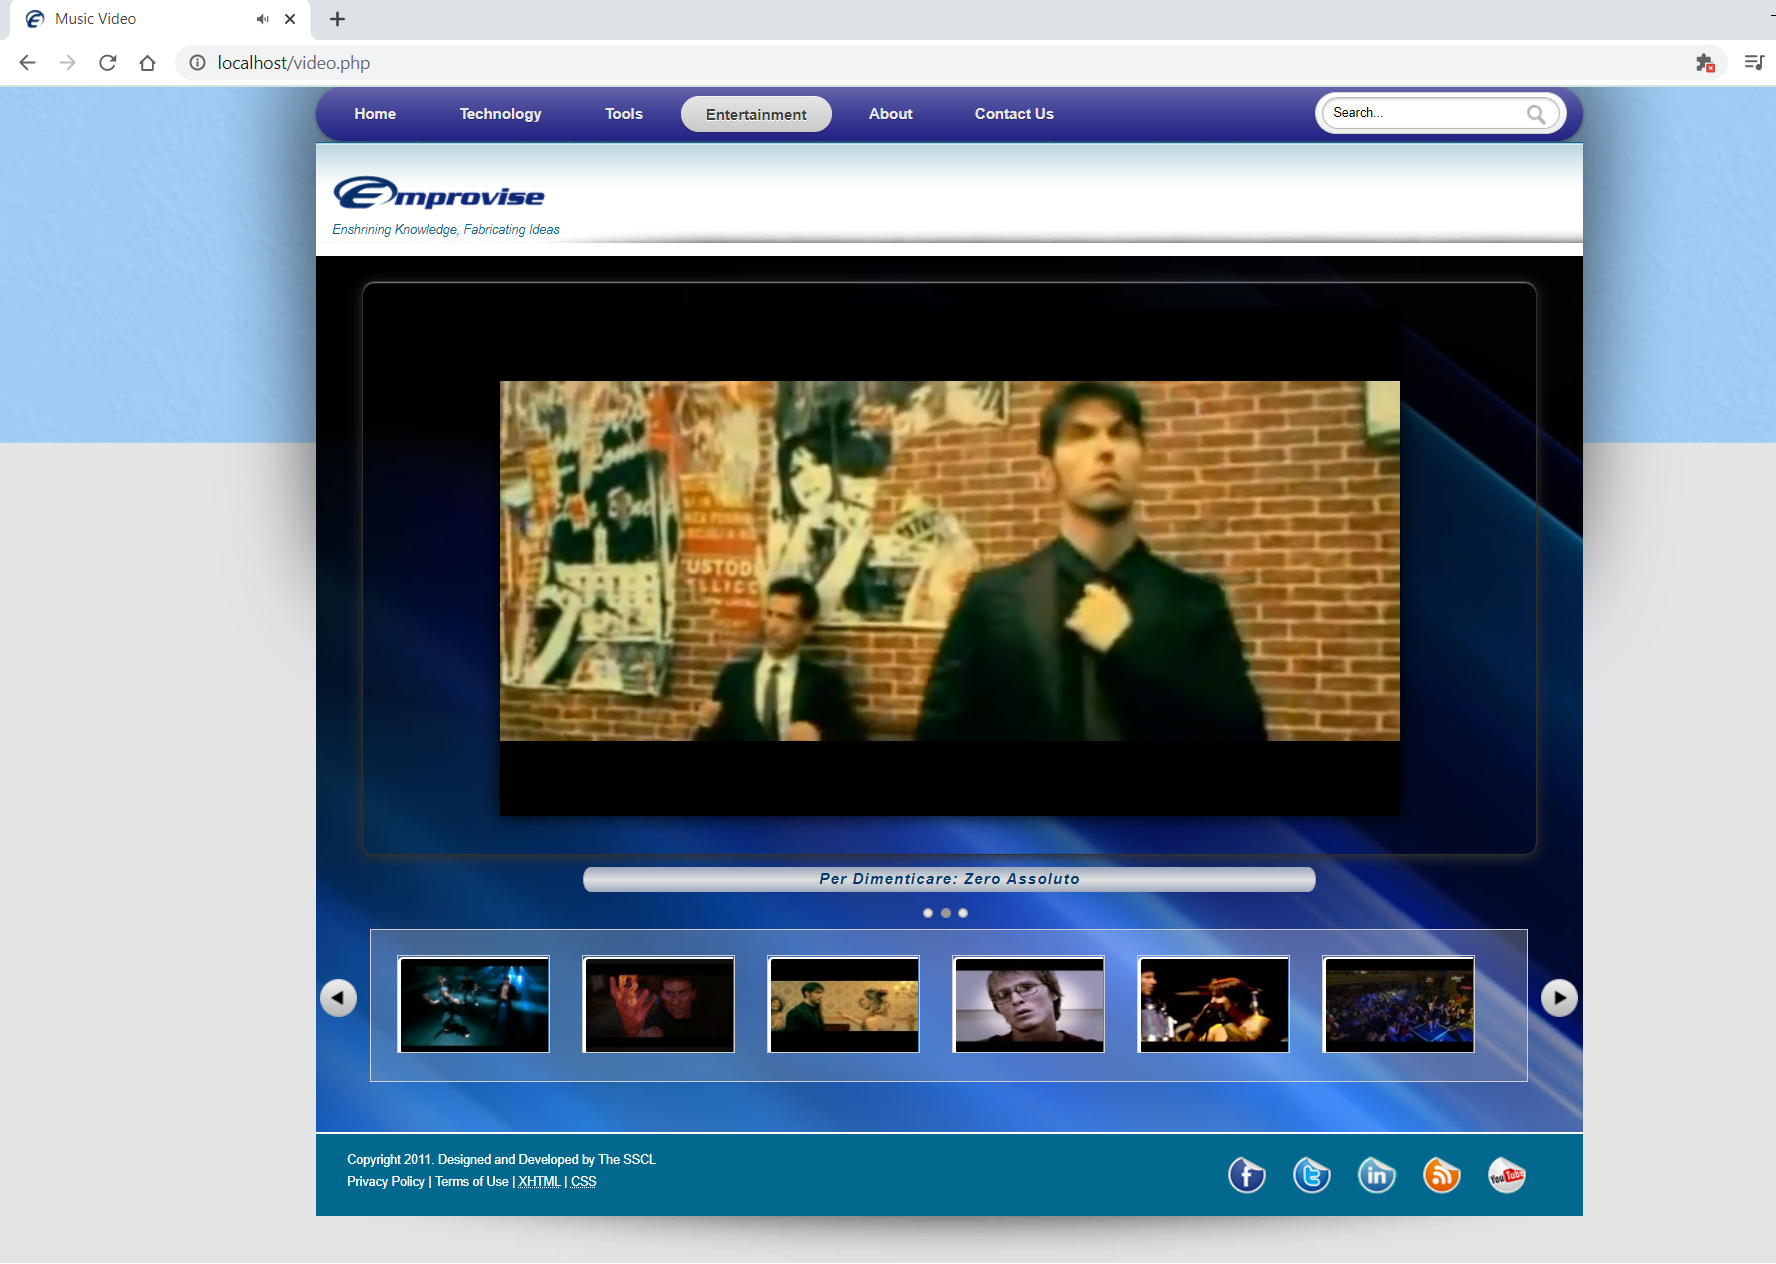 Music Video
localhost/video.php
Home Technology Tools Entertainment About Contact Us Search...
Emprovise
Enshrining Knowledge, Fabricating Ideas
USTOD
LLICC
Per Dimenticare: Zero Assoluto
Copyright 2011. Designed and Developed by The SSCL
Privacy Policy | Terms of Use | XHTML | CSS
f t in You Tube